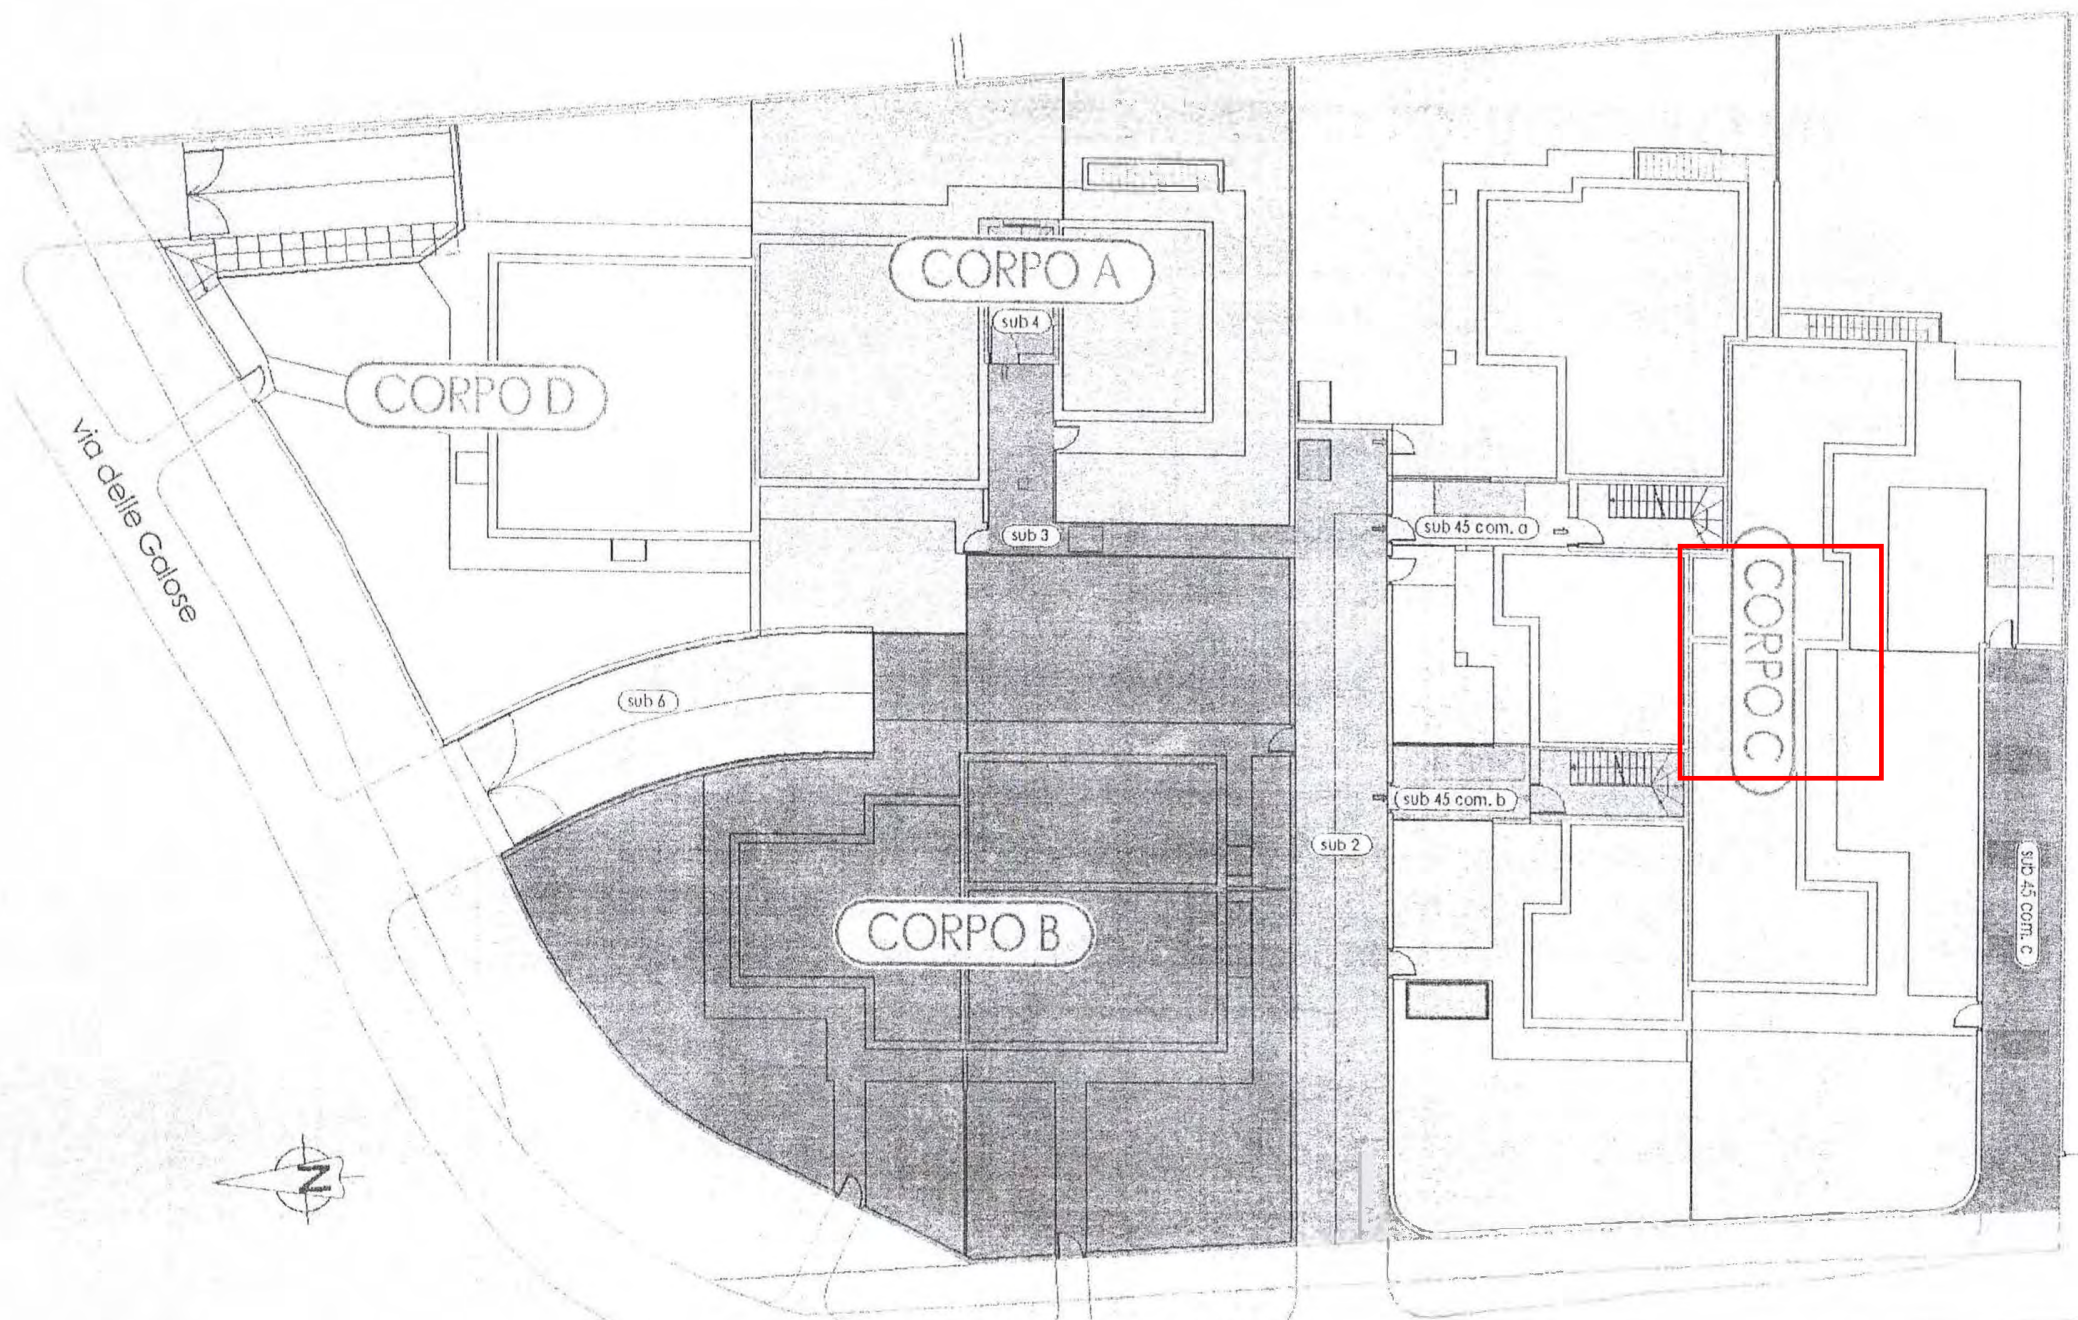 CORPO A
sub 4
CORPO D
via delle Galose
sub 3
sub 45 com. a
CORPO C
sub 6
sub 45 com. b
sub 2
sub 45 com. c
CORPO B
N